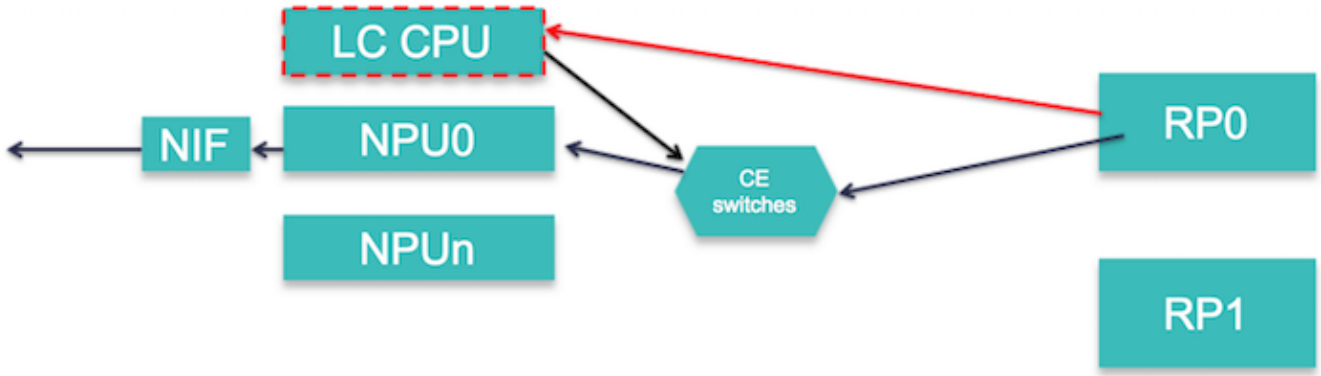 LC CPU
NIF
NPU0
NPUn
CE
switches
RP0
RP1